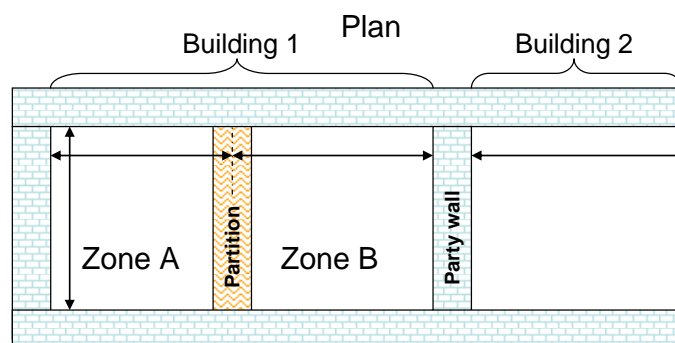 Plan
Building 1
Building 2
Zone A
Partition
Zone B
Party wall